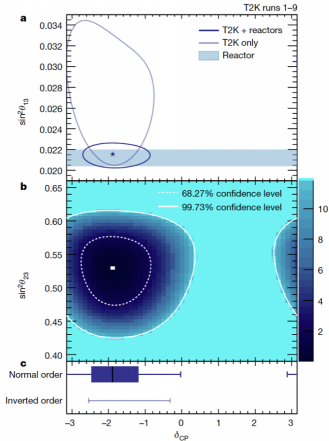 T2K runs 1–9
a
0.034
0.032
0.030
0.028
0.026
0.024
0.022
0.020
sin²θ₁₃
T2K + reactors
T2K only
Reactor
b
0.65
0.60
0.55
0.50
0.45
0.40
sin²θ₂₃
68.27% confidence level
99.73% confidence level
10
8
6
4
2
c
Normal order
Inverted order
−3 −2 −1 0 1 2 3
δCP